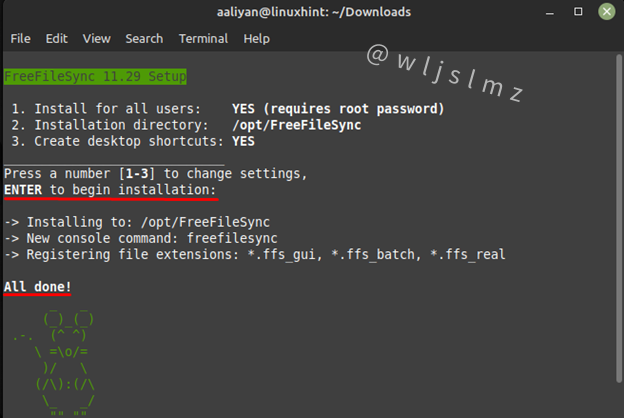 aaliyan@linuxhint: ~/Downloads
File Edit View Search Terminal Help
@wljslmz
FreeFileSync 11.29 Setup
1. Install for all users: YES (requires root password)
2. Installation directory: /opt/FreeFileSync
3. Create desktop shortcuts: YES
Press a number [1-3] to change settings,
ENTER to begin installation:
-> Installing to: /opt/FreeFileSync
-> New console command: freefilesync
-> Registering file extensions: *.ffs_gui, *.ffs_batch, *.ffs_real
All done!